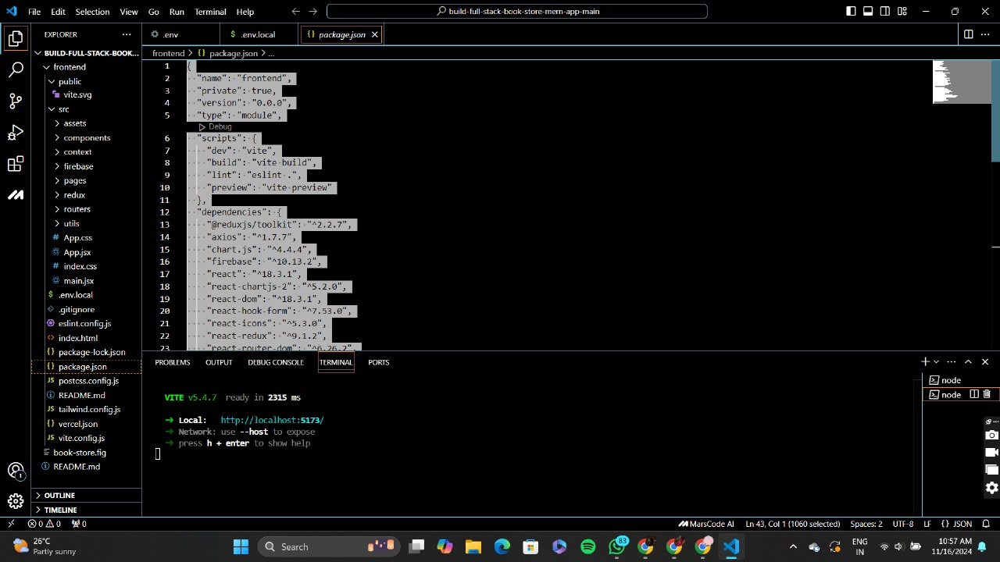 File Edit Selection View Go Run Terminal Help
build-full-stack-book-store-mern-app-main
EXPLORER
BUILD-FULL-STACK-BOOK...
frontend
public
vite.svg
src
assets
components
context
firebase
pages
redux
routers
utils
# App.css
App.jsx
# index.css
main.jsx
$ .env.local
.gitignore
eslint.config.js
<> index.html
{} package-lock.json
{} package.json
JS postcss.config.js
README.md
JS tailwind.config.js
{} vercel.json
JS vite.config.js
book-store.fig
README.md
OUTLINE
TIMELINE
.env
$ .env.local
{} package.json
frontend > {} package.json > ...
1 {
2 "name": "frontend",
3 "private": true,
4 "version": "0.0.0",
5 "type": "module",
Debug
6 "scripts": {
7 "dev": "vite",
8 "build": "vite build",
9 "lint": "eslint .",
10 "preview": "vite preview"
11 },
12 "dependencies": {
13 "@reduxjs/toolkit": "^2.2.7",
14 "axios": "^1.7.7",
15 "chart.js": "^4.4.4",
16 "firebase": "^10.13.2",
17 "react": "^18.3.1",
18 "react-chartjs-2": "^5.2.0",
19 "react-dom": "^18.3.1",
20 "react-hook-form": "^7.53.0",
21 "react-icons": "^5.3.0",
22 "react-redux": "^9.1.2",
23 "react-router-dom": "^6.26.2",
PROBLEMS OUTPUT DEBUG CONSOLE TERMINAL PORTS
VITE v5.4.7 ready in 2315 ms
➜ Local: http://localhost:5173/
➜ Network: use --host to expose
➜ press h + enter to show help
node
node
1
0 0 0
MarsCode AI Ln 43, Col 1 (1060 selected) Spaces: 2 UTF-8 LF {} JSON
26°C
Partly sunny
Search
83
ENG
IN
10:57 AM
11/16/2024